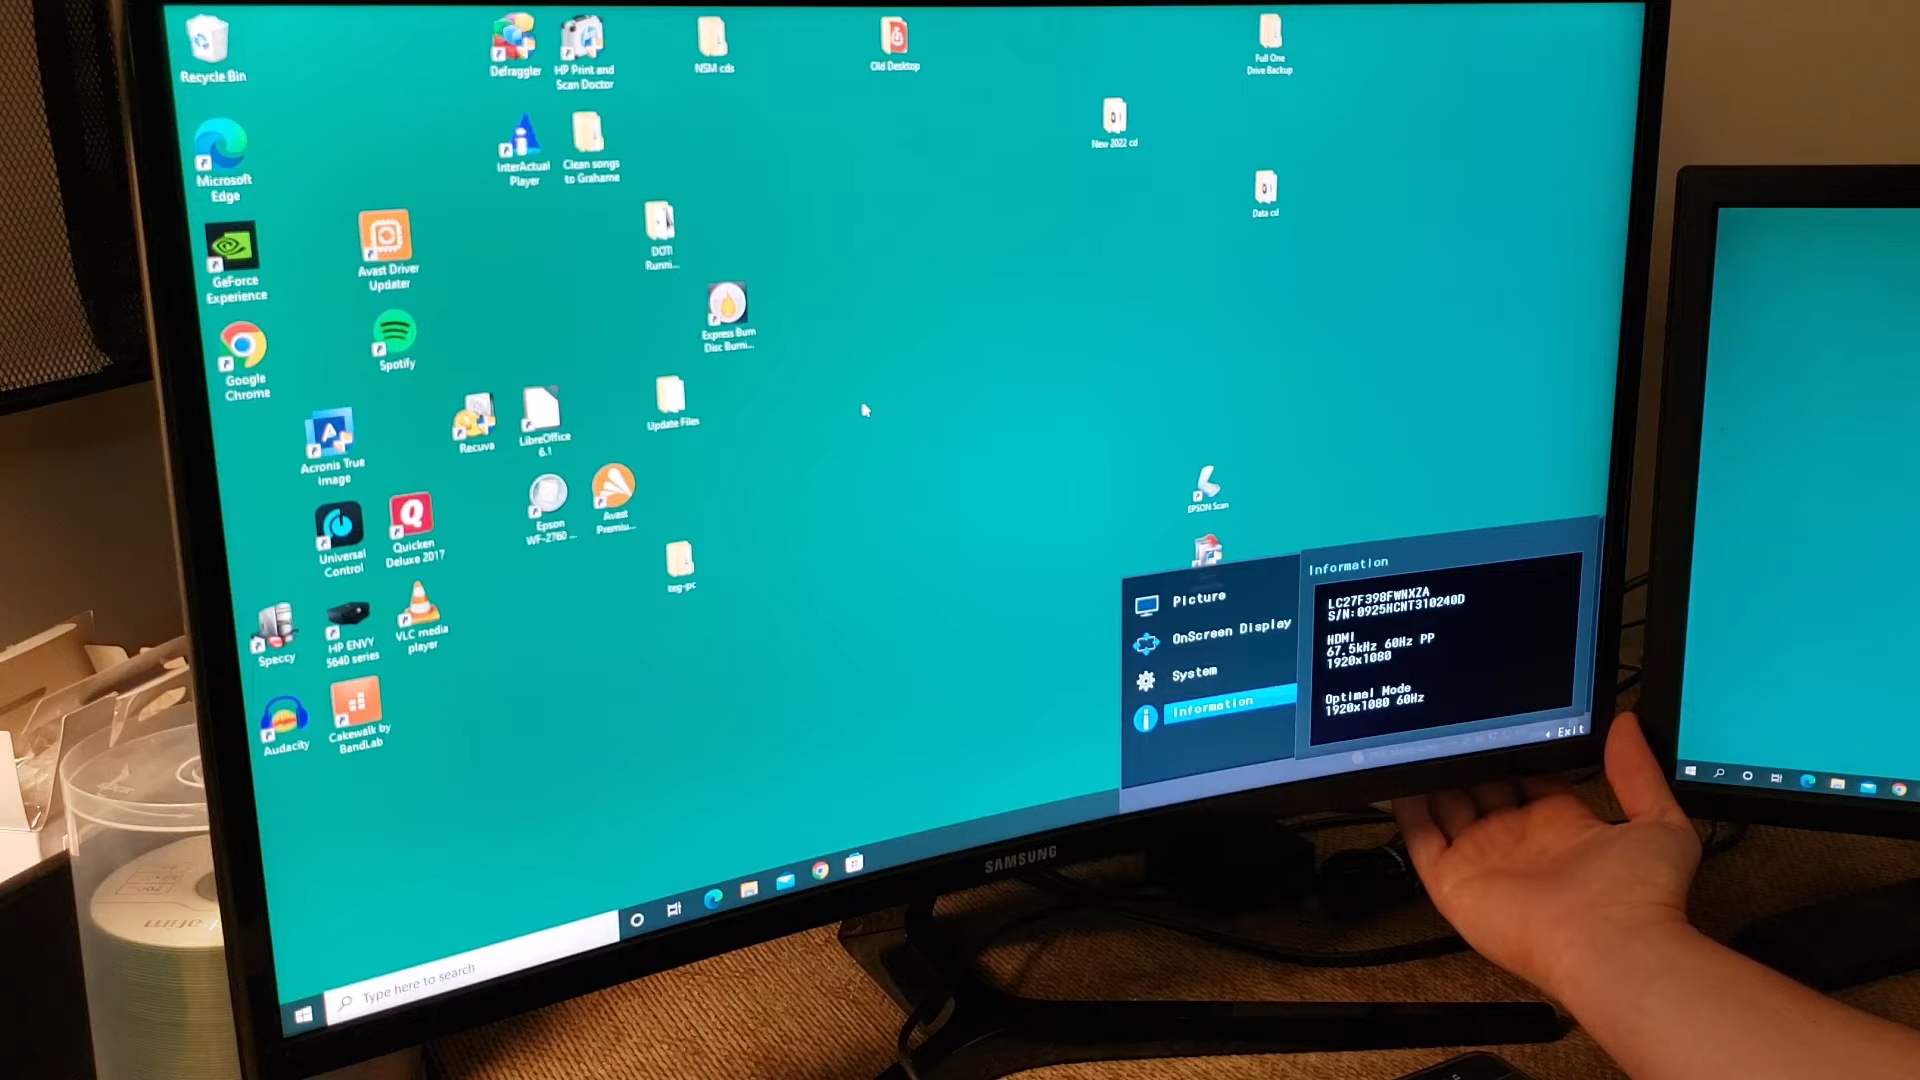 Recycle Bin
Microsoft
Edge
GeForce
Experience
Google
Chrome
Acronis True
Image
Universal
Control
Quicken
Deluxe 2017
Speccy
HP ENVY
5640 series
VLC media
player
Audacity
Cakewalk by
BandLab
Avast Driver
Updater
Spotify
Recuva
LibreOffice
6.1
Epson
WF-2760 ...
Avast
Premiu...
Defraggler
HP Print and
Scan Doctor
InterActual
Player
Clean songs
to Grahame
NSM cds
DOTI
Runni...
Express Burn
Disc Burni...
Update Files
teg-pc
Old Desktop
New 2022 cd
Full One
Drive Backup
Data cd
EPSON Scan
Picture
OnScreen Display
System
Information
Information
LC27F398FWNXZA
S/N:0925HCNT310240D
HDMI
67.5kHz 60Hz PP
1920x1080
Optimal Mode
1920x1080 60Hz
Exit
SAMSUNG
Type here to search